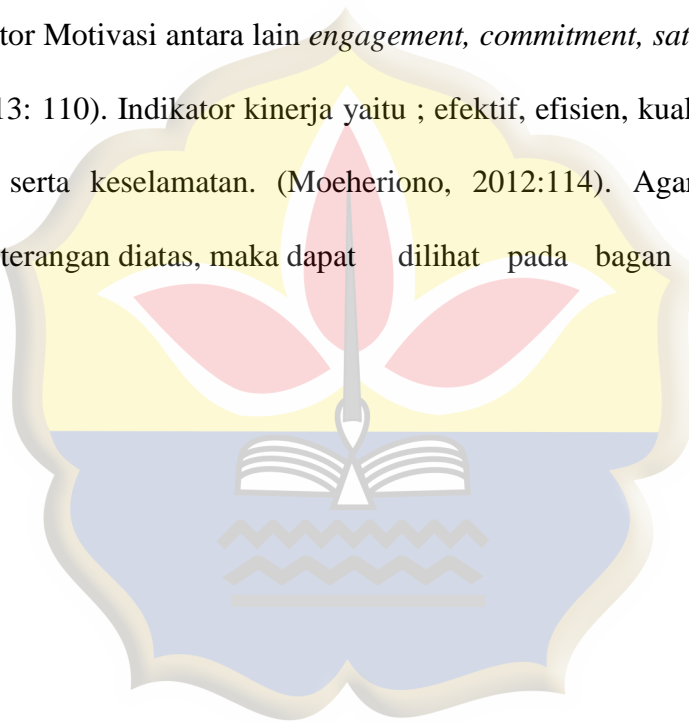 tor Motivasi antara lain engagement, commitment, sat
13: 110). Indikator kinerja yaitu ; efektif, efisien, kual
serta keselamatan. (Moeheriono, 2012:114). Agar
terangan diatas, maka dapat dilihat pada bagan